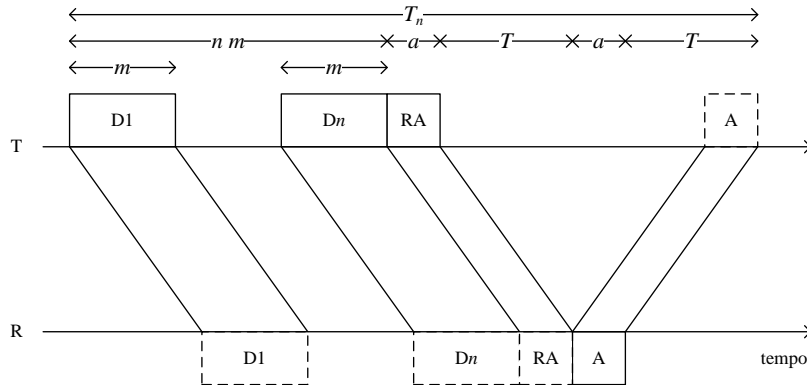 Tn
n m a T a T
m m
D1 Dn RA A
T
R
D1 Dn RA A
tempo